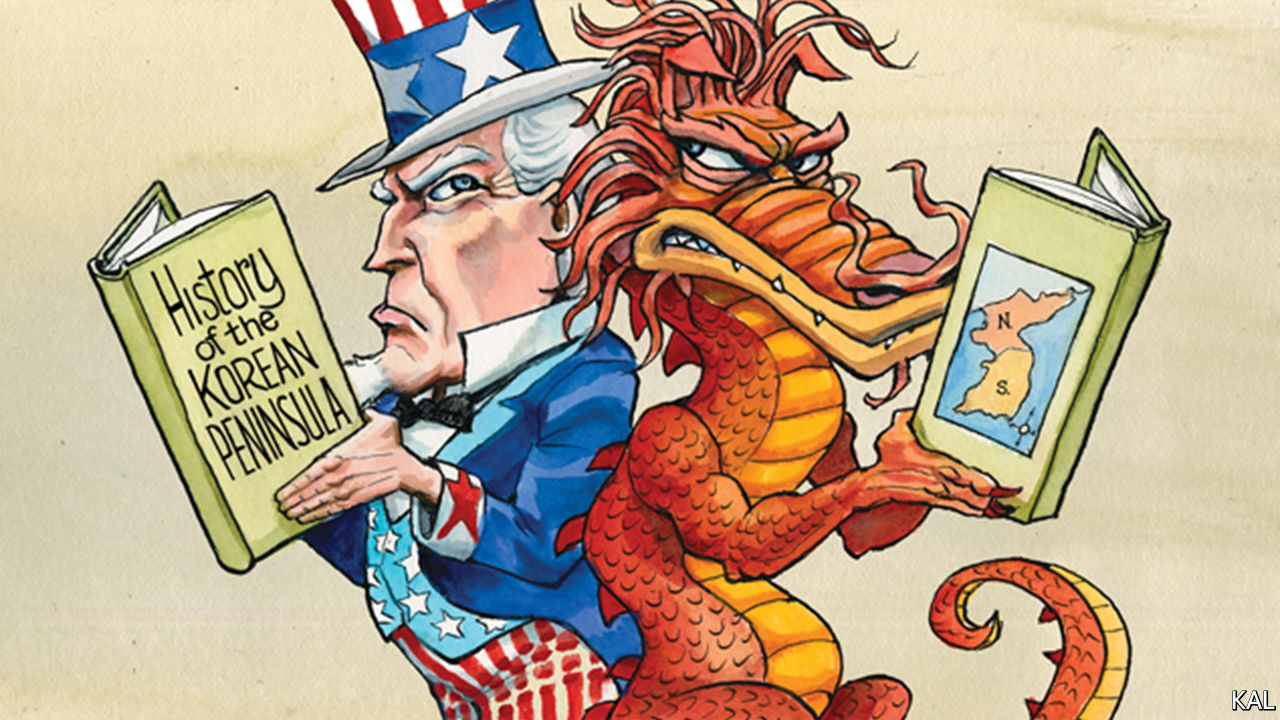 History
of the
KOREAN
PENINSULA
N.
S.
KAL